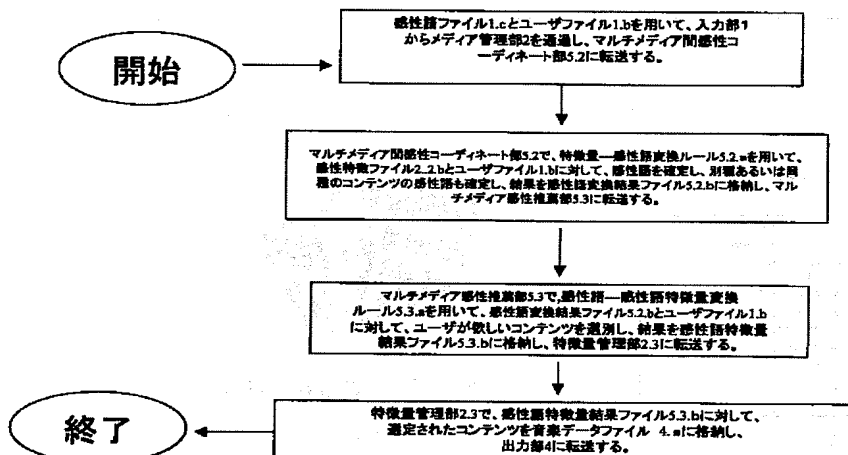 感性語ファイル1.cとユーザファイル1.bを用いて、入力部1
からメディア管理部2を通過し、マルチメディア間感性コ
ーディネート部5.2に転送する。
開始
マルチメディア間感性コーディネート部5.2で、特徴量―感性語変換ルール5.2.aを用いて、
感性特徴ファイル2.2.bとユーザファイル1.bに対して、感性語を確定し、別種あるいは同
種のコンテンツの感性語も確定し、結果を感性語変換結果ファイル5.2.bに格納し、マル
チメディア感性推薦部5.3に転送する。
マルチメディア感性推薦部5.3で、感性語―感性語特徴量変換
ルール5.3.aを用いて、感性語変換結果ファイル5.2.bとユーザファイル1.b
に対して、ユーザが欲しいコンテンツを選別し、結果を感性語特徴量
結果ファイル5.3.bに格納し、特徴量管理部2.3に転送する。
特徴量管理部2.3で、感性語特徴量結果ファイル5.3.bに対して、
選定されたコンテンツを音楽データファイル 4.aに格納し、
出力部4に転送する。
終了